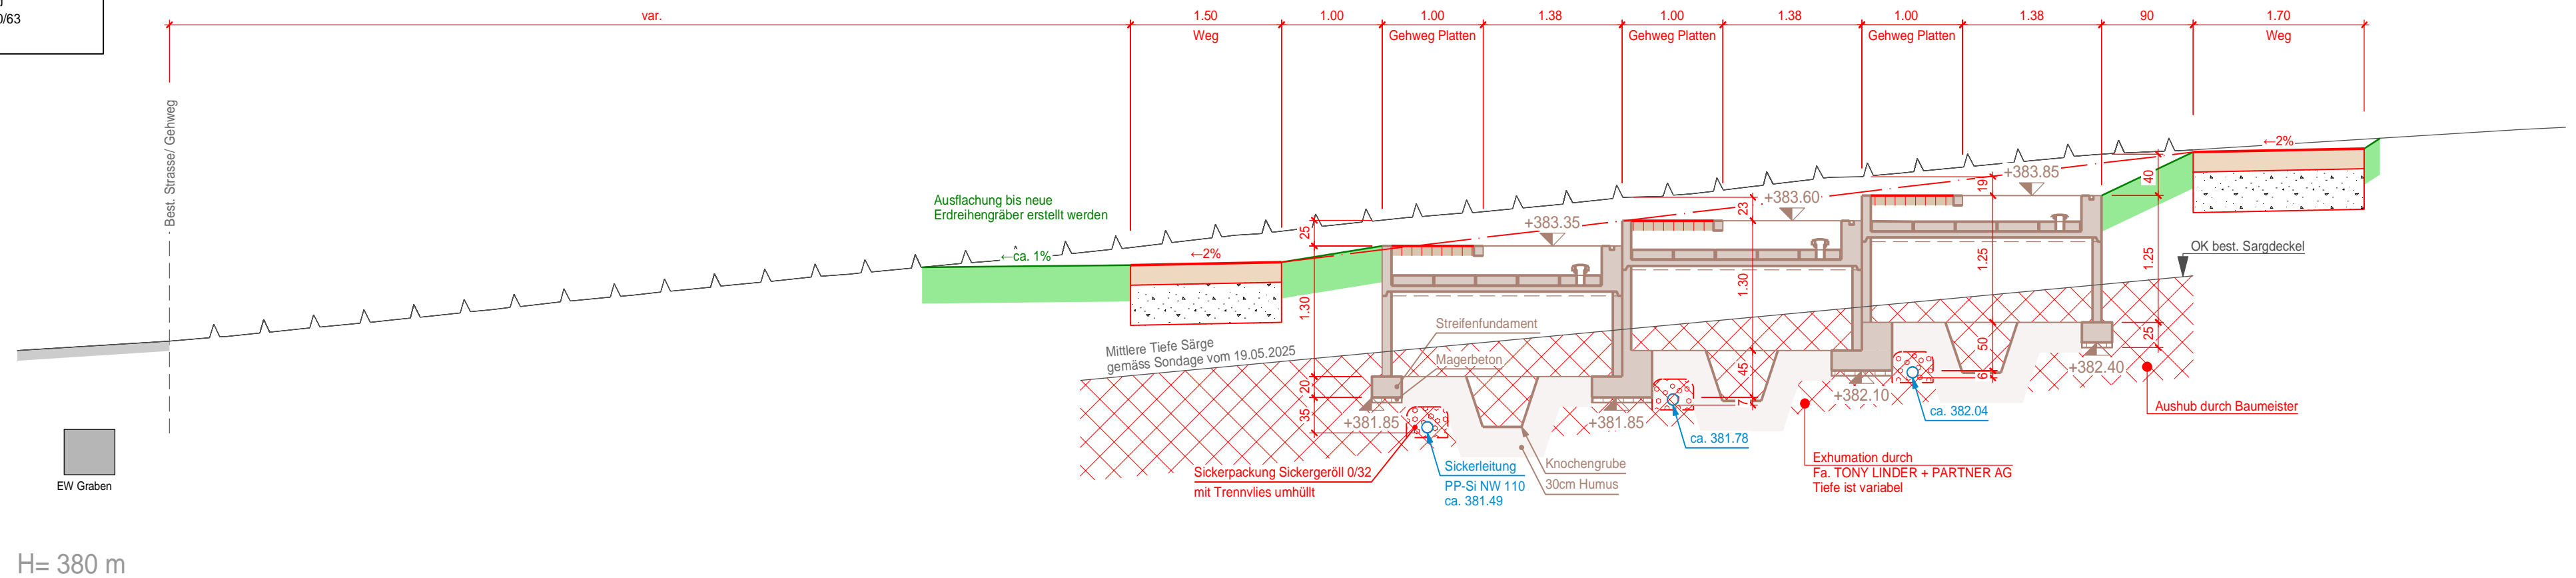 0/63
var.
1.50
1.00
1.00
1.38
1.00
1.38
1.00
1.38
90
1.70
Weg
Gehweg Platten
Gehweg Platten
Gehweg Platten
Weg
Best. Strasse/ Gehweg
Ausflachung bis neue
Erdreihengräber erstellt werden
←ca. 1%
←2%
←2%
25
1.30
20
35
23
1.30
45
7
19
1.25
50
6
40
1.25
25
+383.35
+383.60
+383.85
OK best. Sargdeckel
Mittlere Tiefe Särge
gemäss Sondage vom 19.05.2025
Streifenfundament
Magerbeton
+381.85
+381.85
+382.10
+382.40
ca. 382.04
ca. 381.78
Aushub durch Baumeister
Sickerpackung Sickergeröll 0/32
mit Trennvlies umhüllt
Sickerleitung
PP-Si NW 110
ca. 381.49
Knochengrube
30cm Humus
Exhumation durch
Fa. TONY LINDER + PARTNER AG
Tiefe ist variabel
EW Graben
H= 380 m